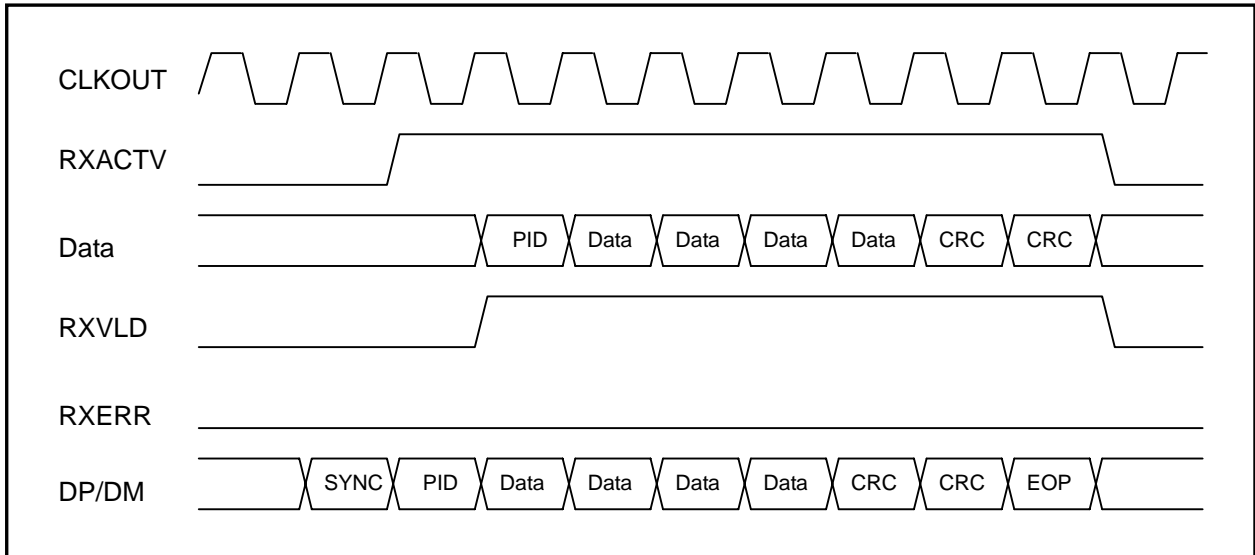 CLKOUT
RXACTV
Data PID Data Data Data Data CRC CRC
RXVLD
RXERR
DP/DM SYNC PID Data Data Data Data CRC CRC EOP